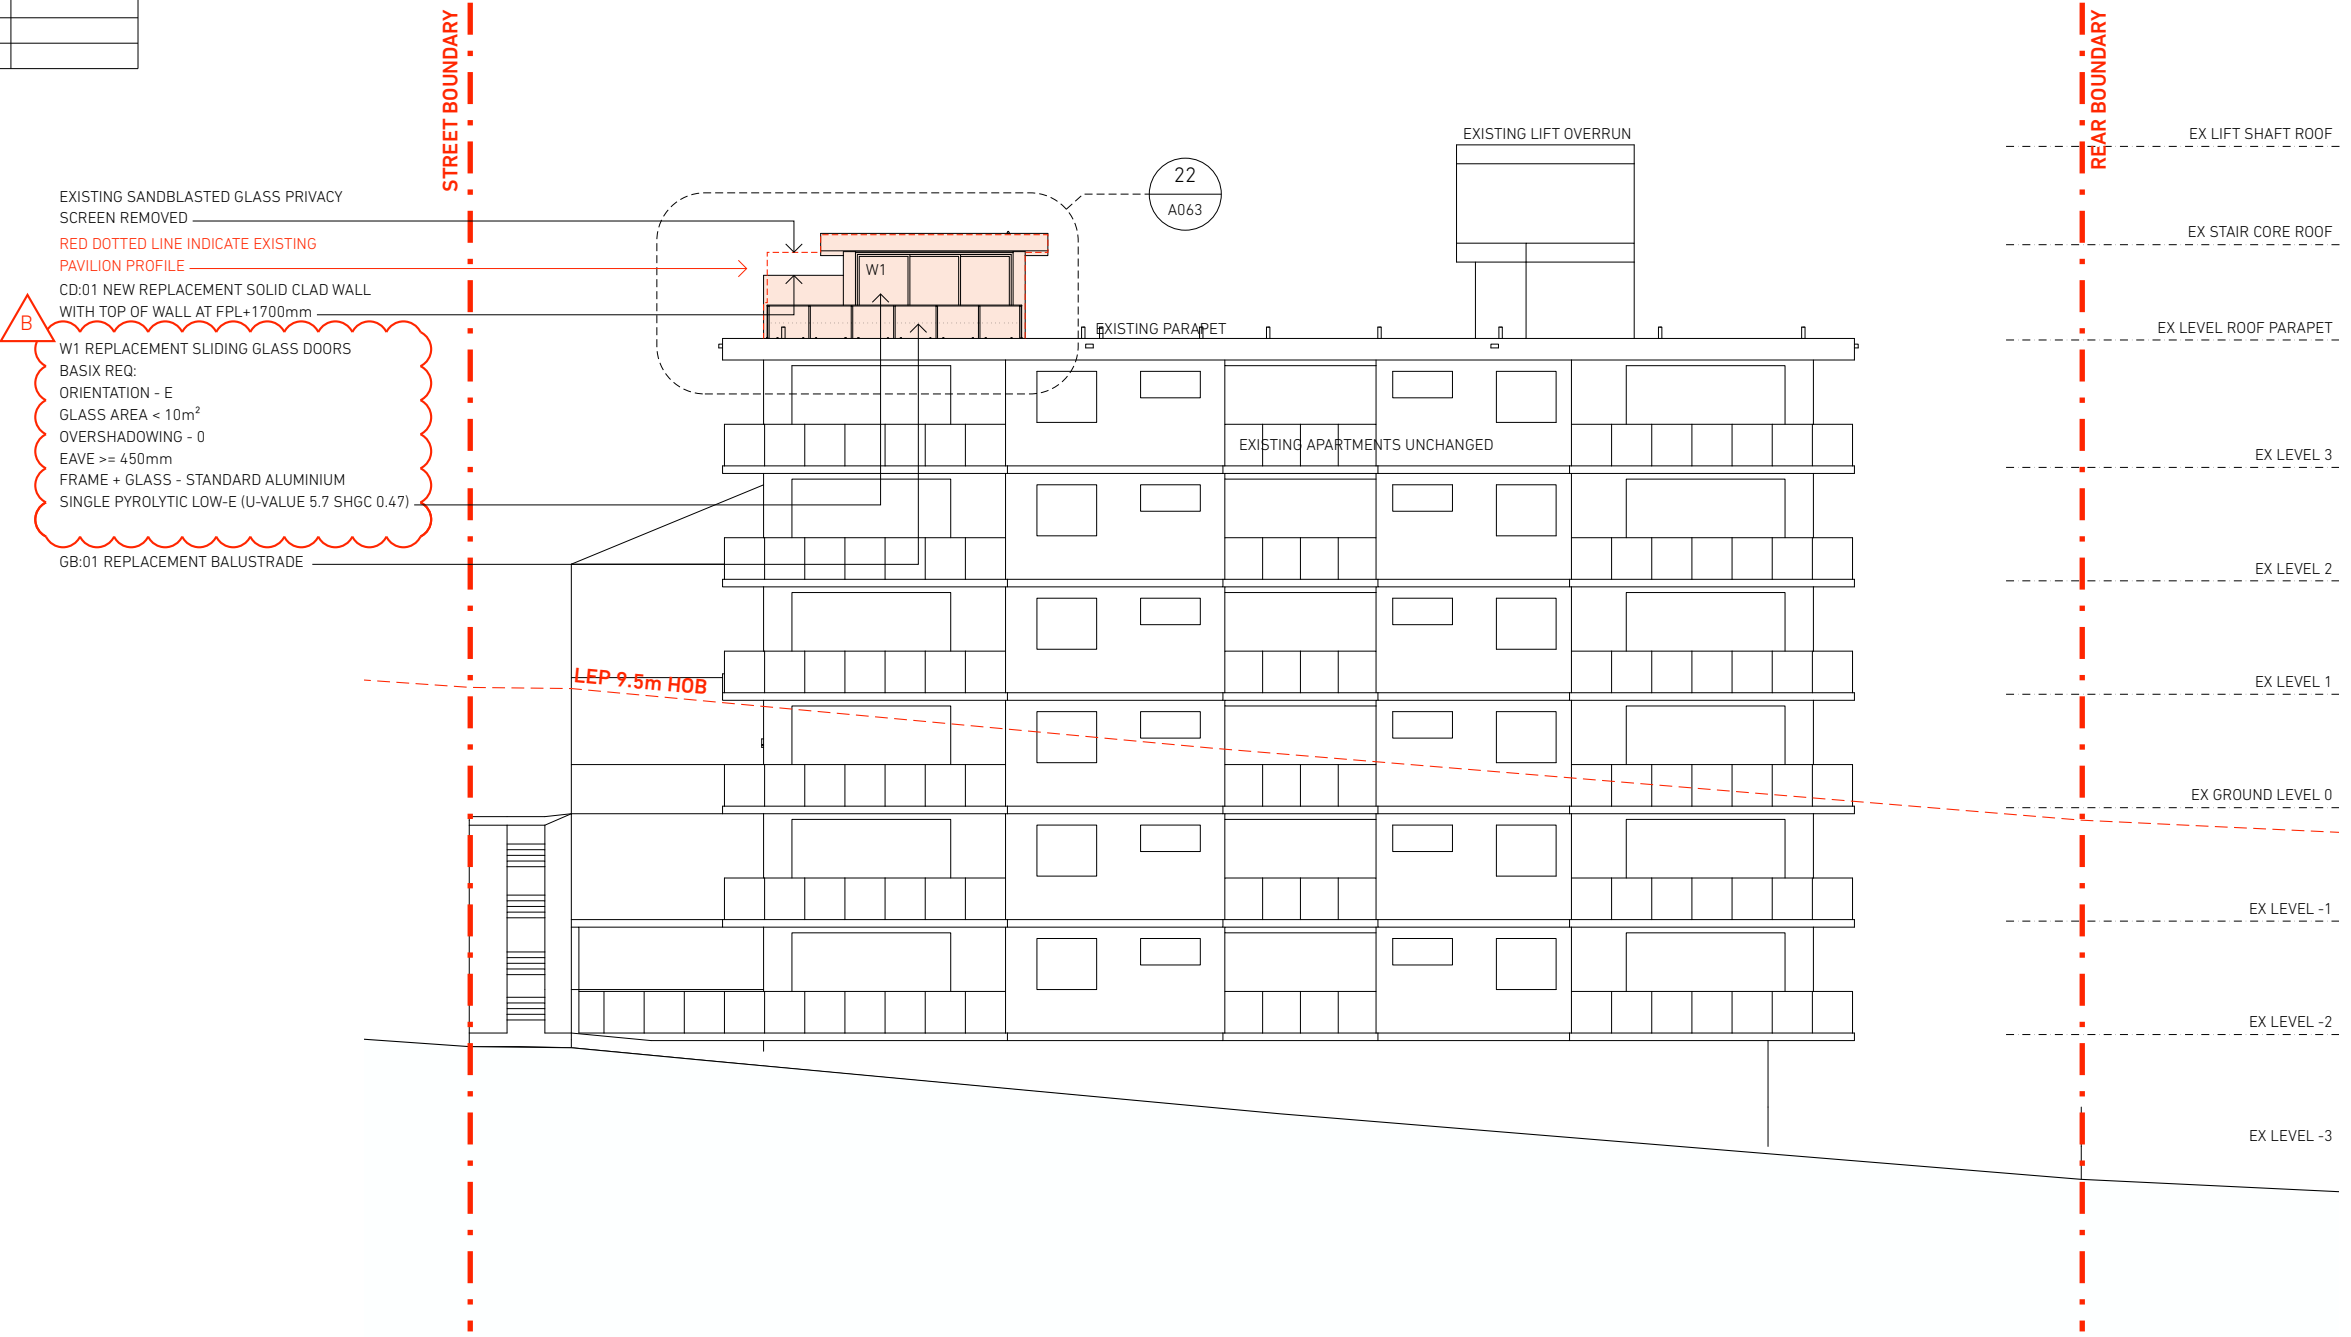 STREET BOUNDARY
REAR BOUNDARY
EXISTING LIFT OVERRUN
EX LIFT SHAFT ROOF
22
A063
EXISTING SANDBLASTED GLASS PRIVACY
SCREEN REMOVED
EX STAIR CORE ROOF
RED DOTTED LINE INDICATE EXISTING
PAVILION PROFILE
W1
CD:01 NEW REPLACEMENT SOLID CLAD WALL
WITH TOP OF WALL AT FPL+1700mm
B
EXISTING PARAPET
EX LEVEL ROOF PARAPET
W1 REPLACEMENT SLIDING GLASS DOORS
BASIX REQ:
ORIENTATION - E
GLASS AREA < 10m²
OVERSHADOWING - 0
EAVE >= 450mm
FRAME + GLASS - STANDARD ALUMINIUM
SINGLE PYROLYTIC LOW-E (U-VALUE 5.7 SHGC 0.47)
EXISTING APARTMENTS UNCHANGED
EX LEVEL 3
GB:01 REPLACEMENT BALUSTRADE
EX LEVEL 2
LEP 9.5m HOB
EX LEVEL 1
EX GROUND LEVEL 0
EX LEVEL -1
EX LEVEL -2
EX LEVEL -3